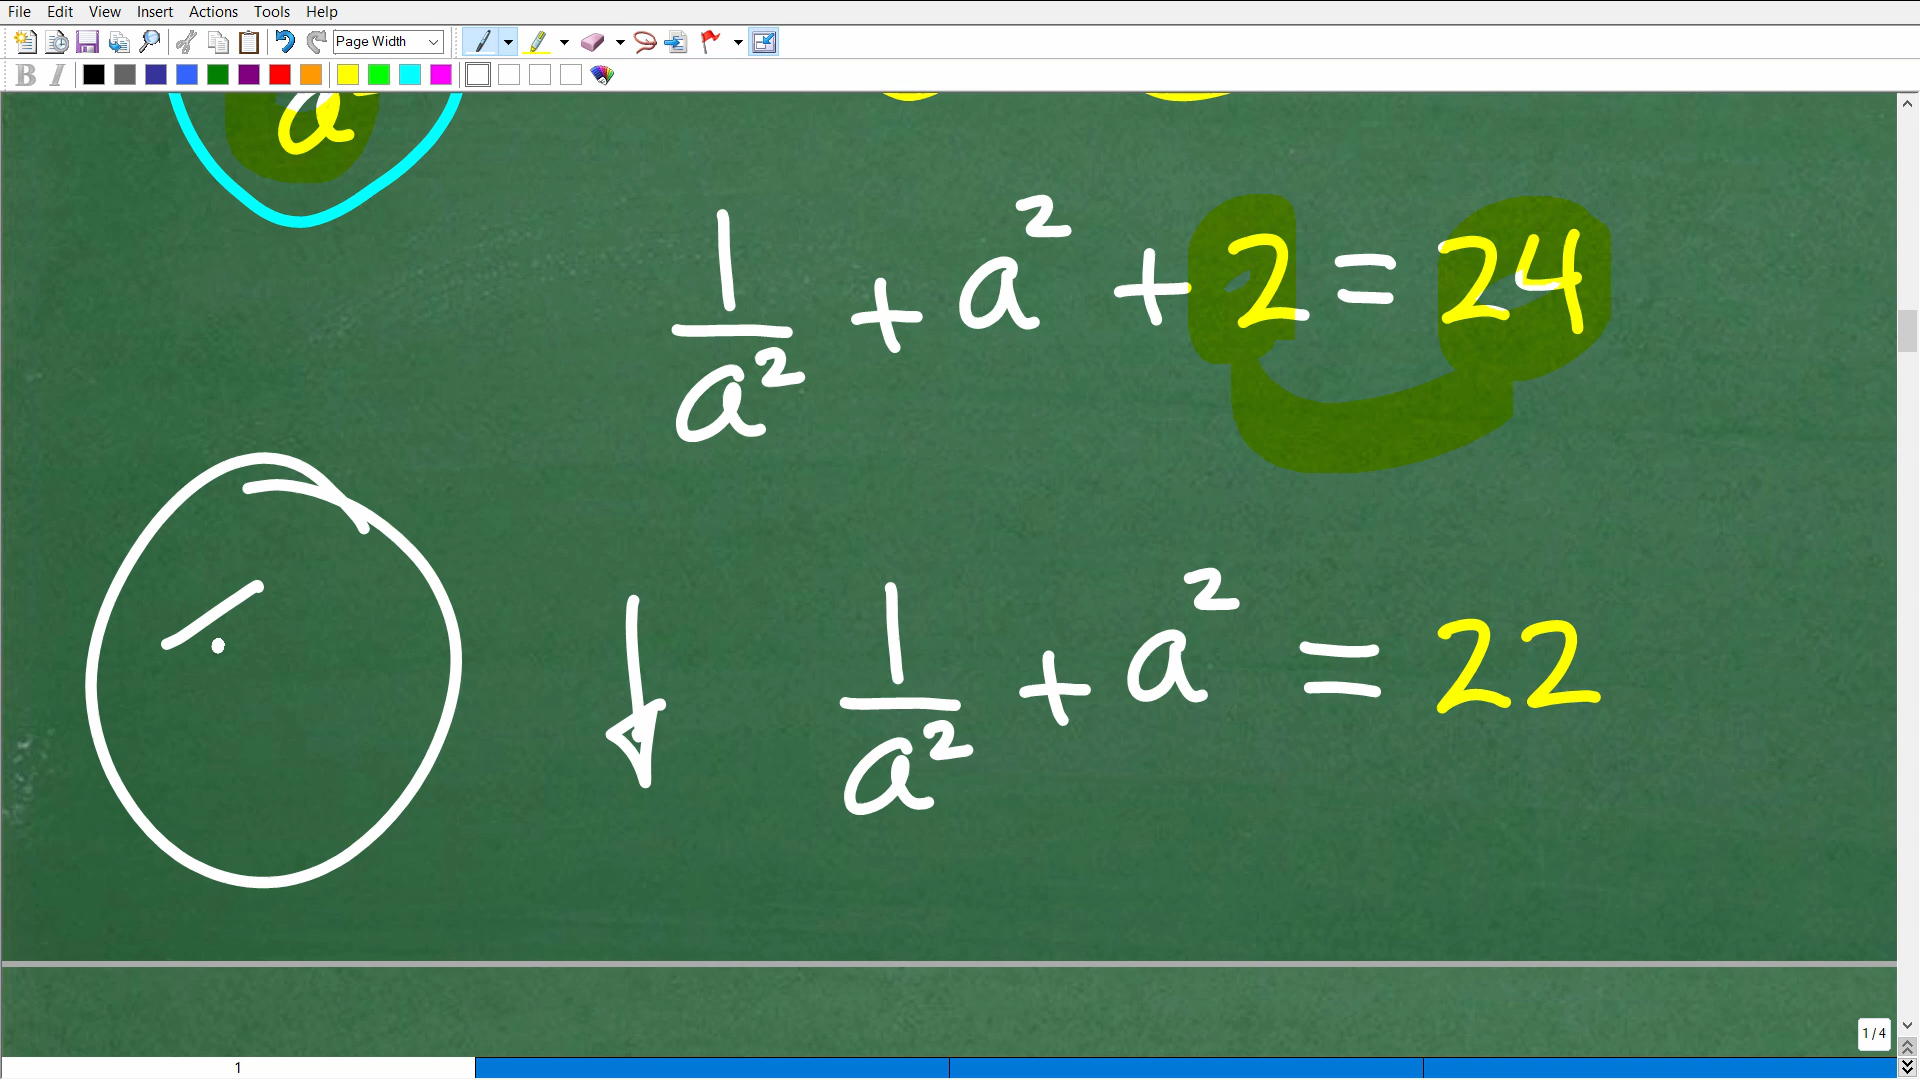 File Edit View Insert Actions Tools Help
Page Width
B I
a
1/a² + a² + 2 = 24
1/a² + a² = 22
1 / 4
1